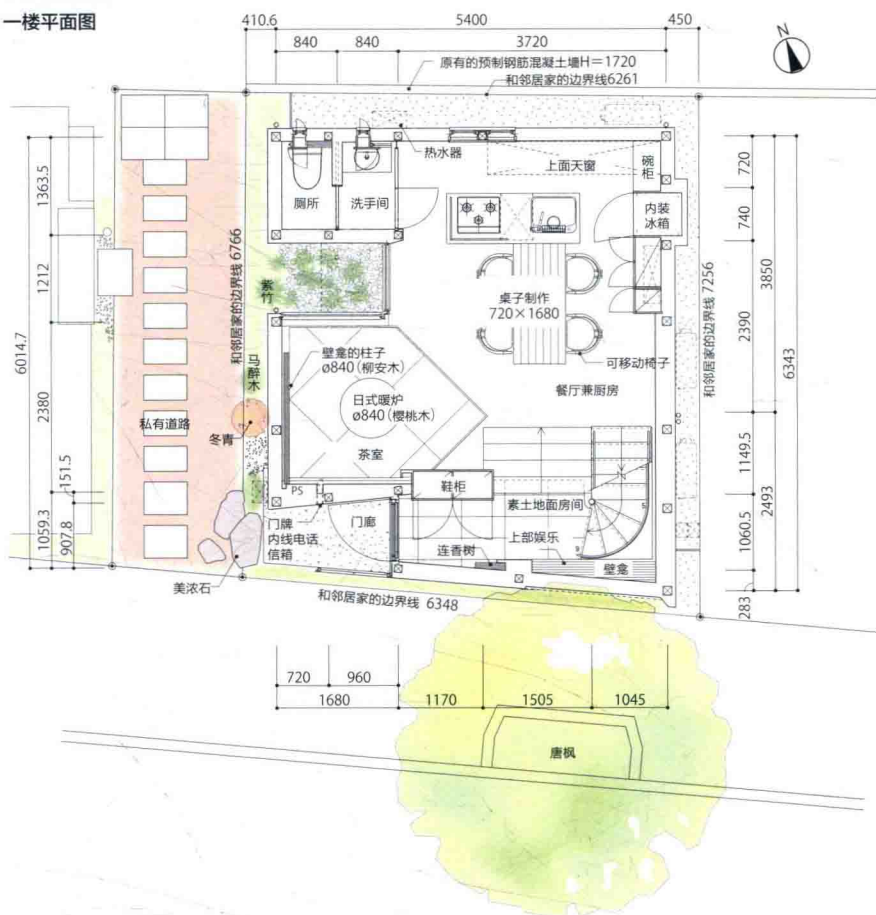 一楼平面图
410.6
5400
450
840
840
3720
N
原有的预制钢筋混凝土墙H=1720
和邻居家的边界线6261
热水器
上面天窗
碗柜
厕所
洗手间
内装
冰箱
720
740
3850
2390
6343
1149.5
2493
1060.5
283
1363.5
1212
6014.7
2380
151.5
1059.3
907.8
和邻居家的边界线 6766
和邻居家的边界线 7256
紫竹
桌子制作
720×1680
壁龛的柱子
ø840(柳安木)
可移动椅子
马醉木
日式暖炉
ø840(樱桃木)
餐厅兼厨房
私有道路
冬青
茶室
PS
鞋柜
素土地面房间
门牌
内线电话
信箱
门廊
上部娱乐
连香树
壁龛
美浓石
和邻居家的边界线 6348
720
960
1680
1170
1505
1045
唐枫